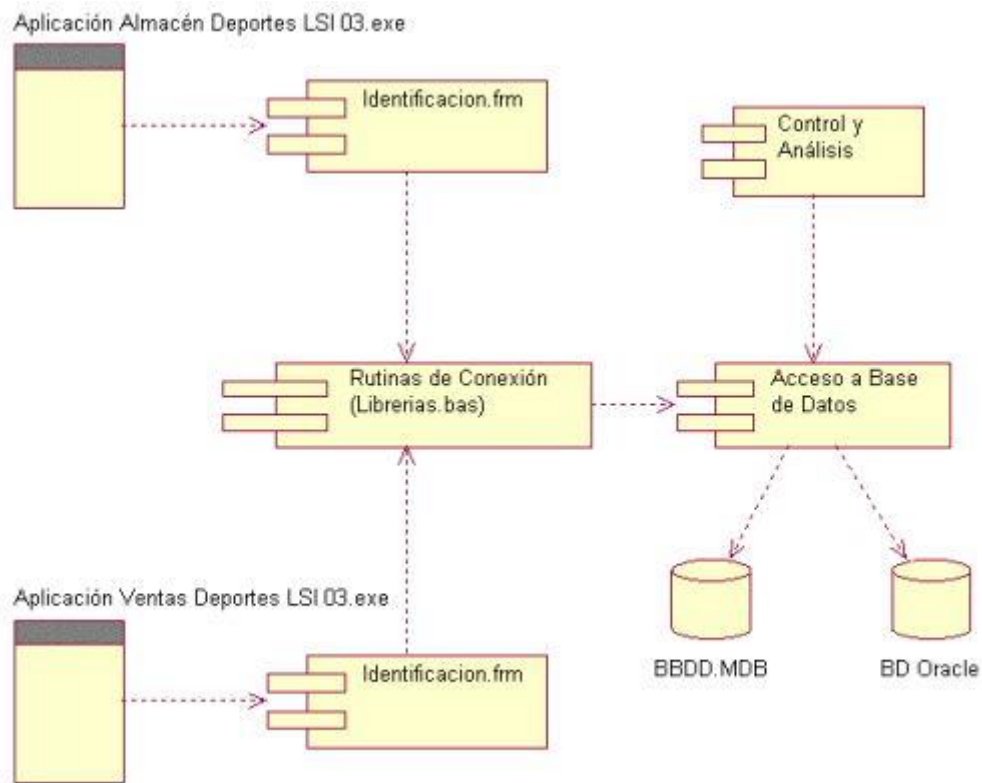 Aplicación Almacén Deportes LSI 03.exe
Identificacion.frm
Control y
Análisis
Rutinas de Conexión
(Librerias.bas)
Acceso a Base
de Datos
Aplicación Ventas Deportes LSI 03.exe
Identificacion.frm
BBDD.MDB
BD Oracle